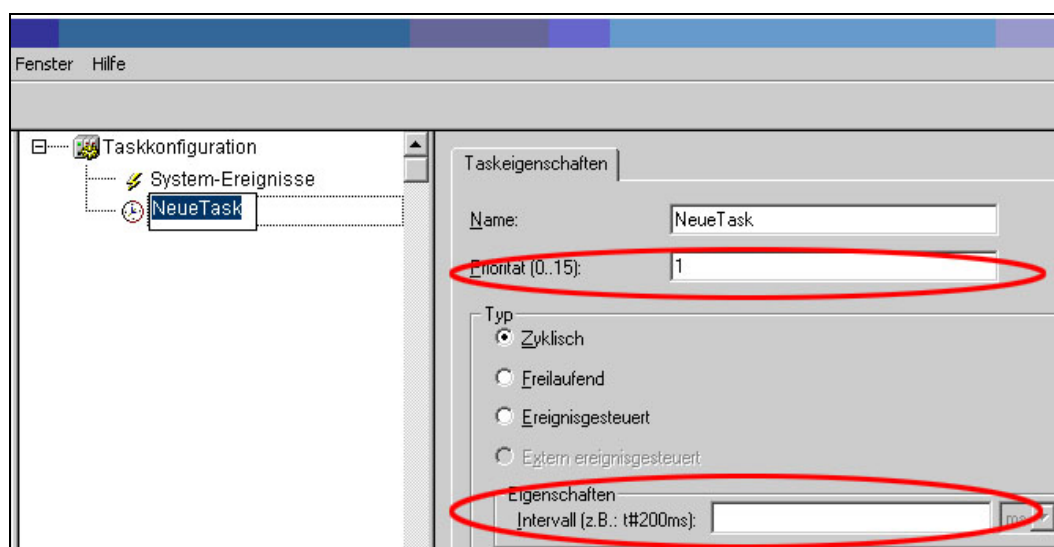 Fenster Hilfe
Taskkonfiguration
System-Ereignisse
NeueTask
Taskeigenschaften
Name: NeueTask
Priorität (0..15): 1
Typ
Zyklisch
Freilaufend
Ereignisgesteuert
Extern ereignisgesteuert
Eigenschaften
Intervall (z.B.: t#200ms): ms